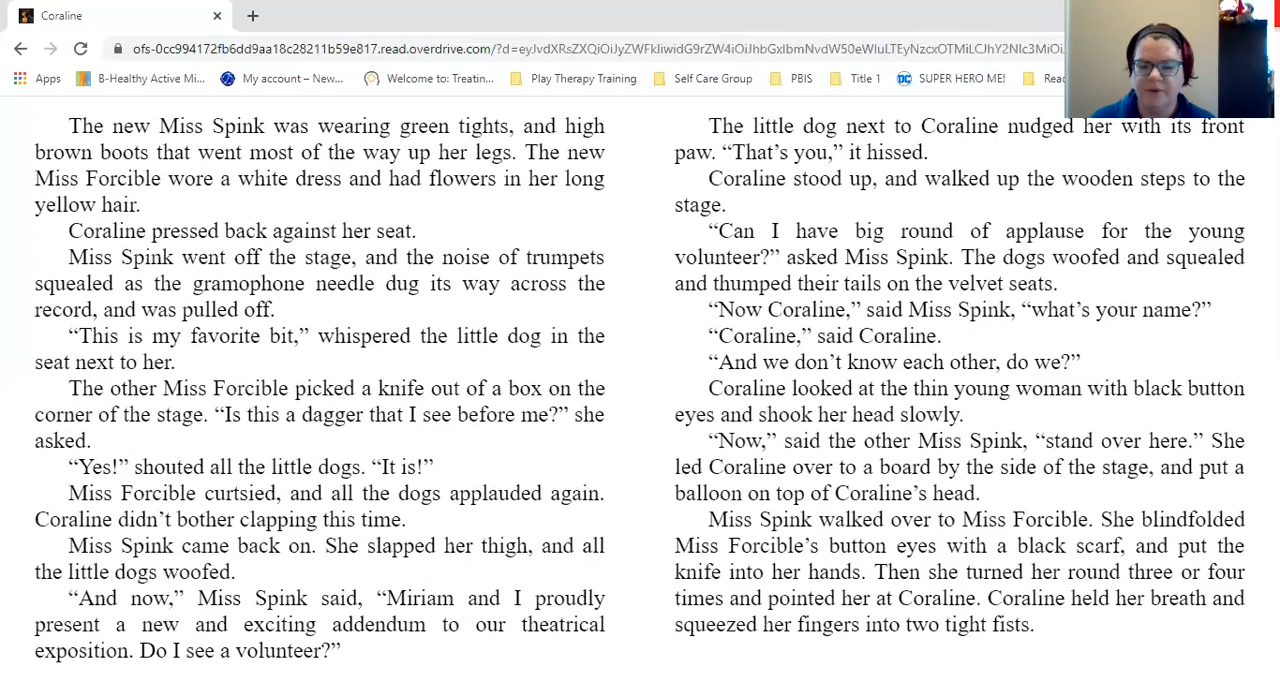 Coraline
ofs-0cc994172fb6dd9aa18c28211b59e817.read.overdrive.com/?d=
Apps
B-Healthy Active Mi...
My account – New...
Welcome to: Treatin...
Play Therapy Training
Self Care Group
PBIS
Title 1
SUPER HERO ME!
The new Miss Spink was wearing green tights, and high
brown boots that went most of the way up her legs. The new
Miss Forcible wore a white dress and had flowers in her long
yellow hair.
Coraline pressed back against her seat.
Miss Spink went off the stage, and the noise of trumpets
squealed as the gramophone needle dug its way across the
record, and was pulled off.
“This is my favorite bit,” whispered the little dog in the
seat next to her.
The other Miss Forcible picked a knife out of a box on the
corner of the stage. “Is this a dagger that I see before me?” she
asked.
“Yes!” shouted all the little dogs. “It is!”
Miss Forcible curtsied, and all the dogs applauded again.
Coraline didn’t bother clapping this time.
Miss Spink came back on. She slapped her thigh, and all
the little dogs woofed.
“And now,” Miss Spink said, “Miriam and I proudly
present a new and exciting addendum to our theatrical
exposition. Do I see a volunteer?”
The little dog next to Coraline nudged her with its front
paw. “That’s you,” it hissed.
Coraline stood up, and walked up the wooden steps to the
stage.
“Can I have big round of applause for the young
volunteer?” asked Miss Spink. The dogs woofed and squealed
and thumped their tails on the velvet seats.
“Now Coraline,” said Miss Spink, “what’s your name?”
“Coraline,” said Coraline.
“And we don’t know each other, do we?”
Coraline looked at the thin young woman with black button
eyes and shook her head slowly.
“Now,” said the other Miss Spink, “stand over here.” She
led Coraline over to a board by the side of the stage, and put a
balloon on top of Coraline’s head.
Miss Spink walked over to Miss Forcible. She blindfolded
Miss Forcible’s button eyes with a black scarf, and put the
knife into her hands. Then she turned her round three or four
times and pointed her at Coraline. Coraline held her breath and
squeezed her fingers into two tight fists.